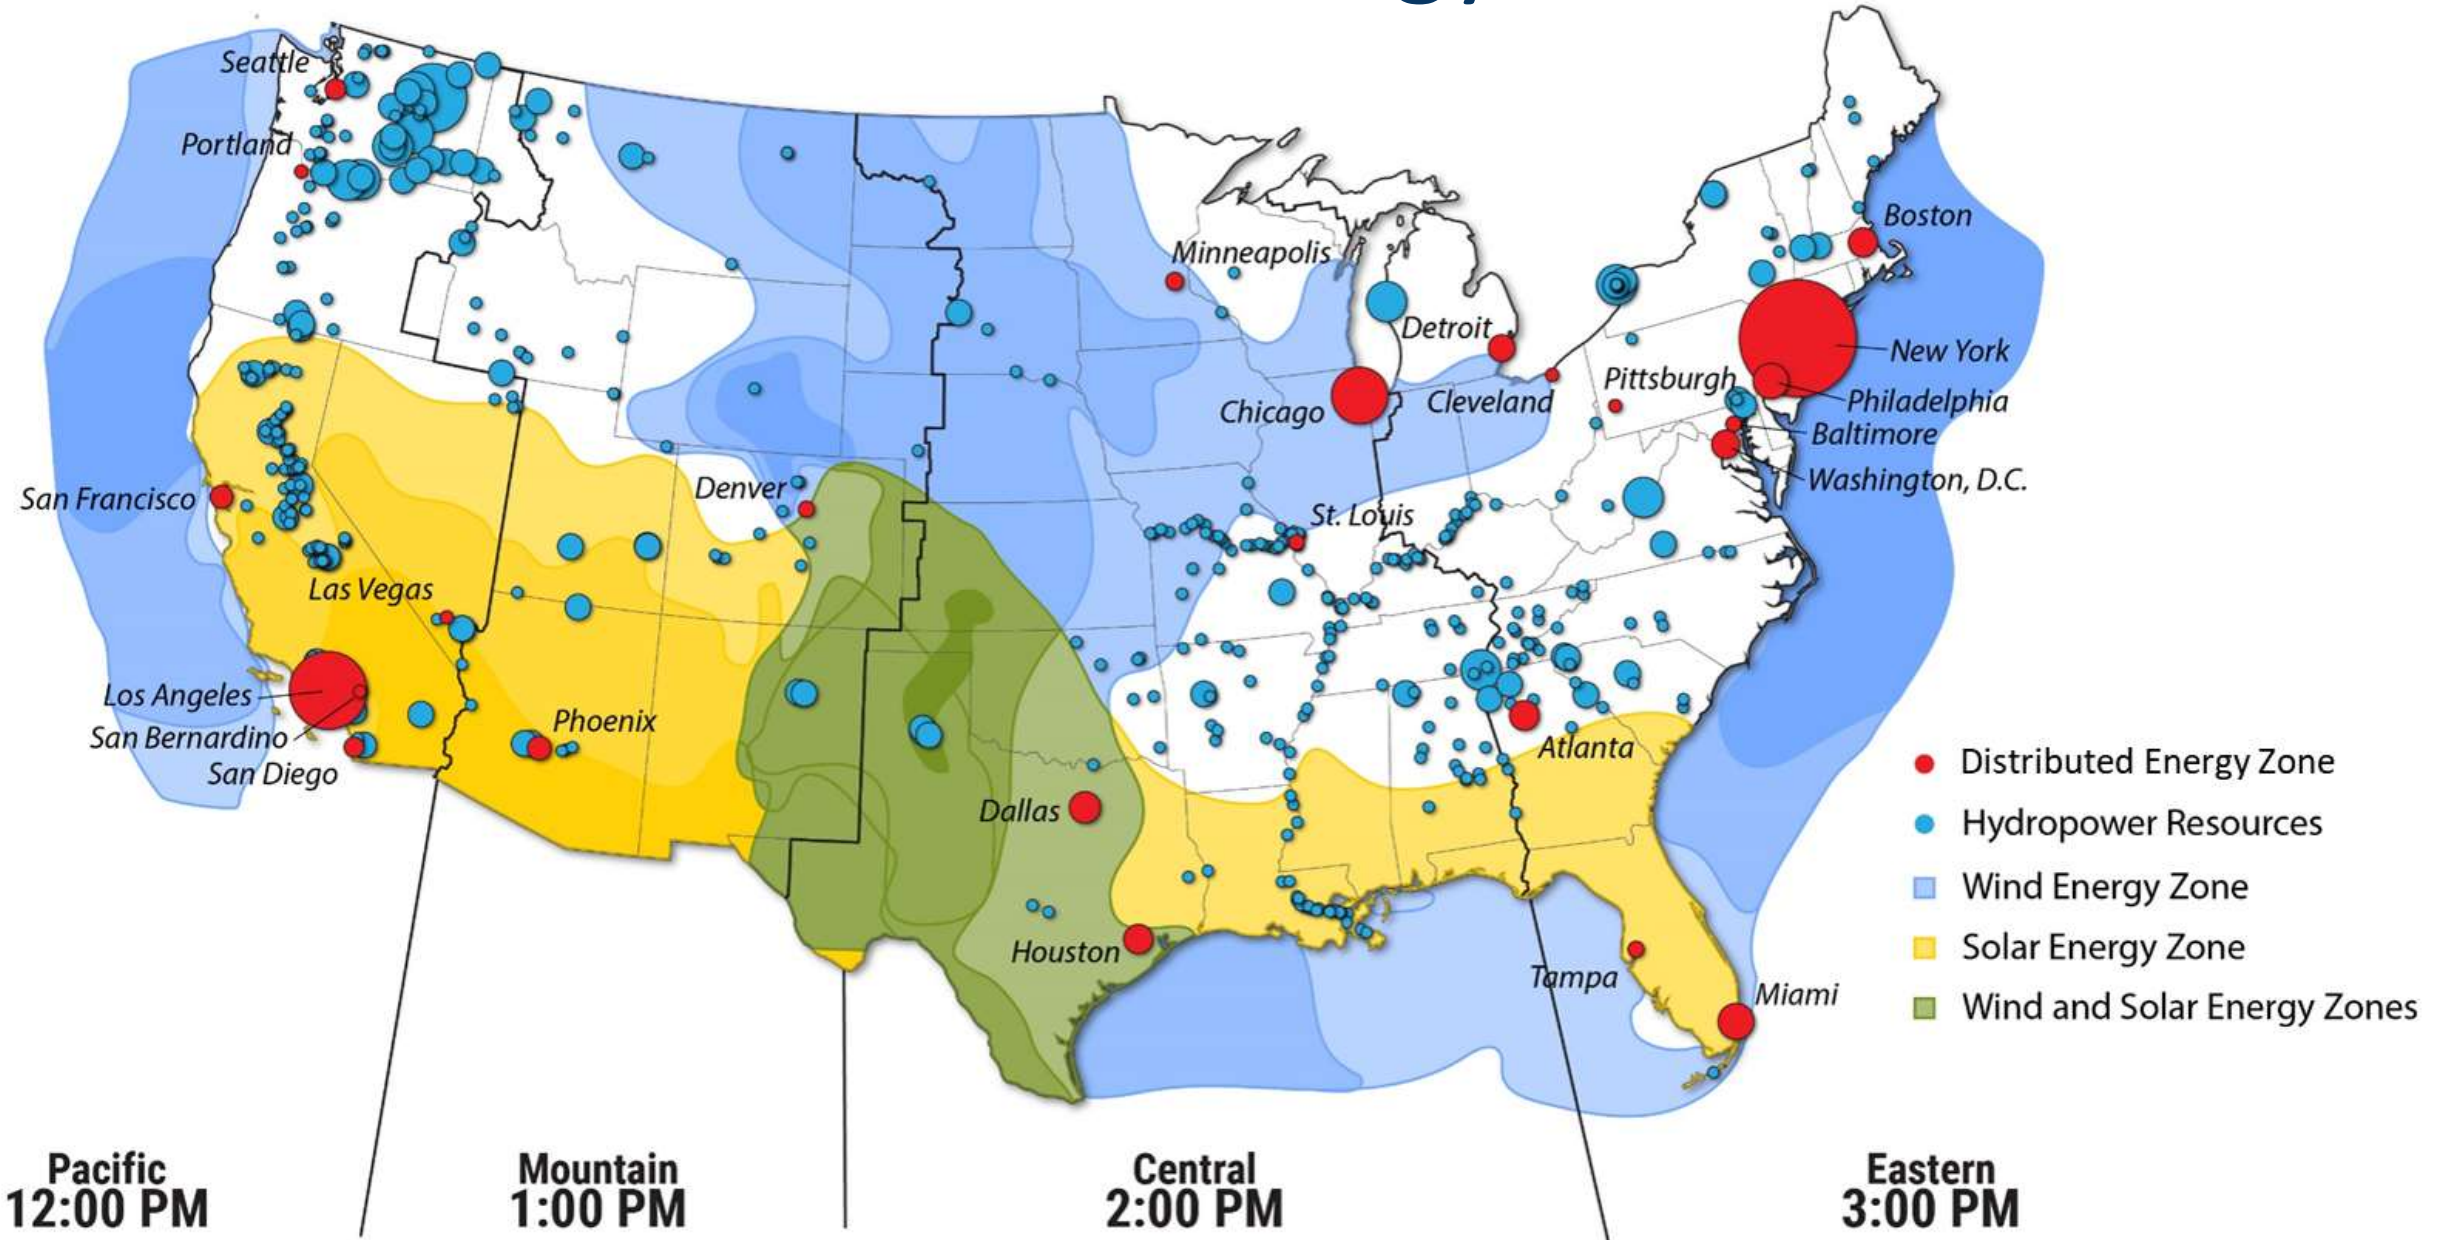 Seattle
Portland
Boston
Minneapolis
Detroit
New York
Pittsburgh
Philadelphia
Chicago
Cleveland
Baltimore
Washington, D.C.
San Francisco
Denver
St. Louis
Las Vegas
Los Angeles
San Bernardino
San Diego
Phoenix
Atlanta
Dallas
Houston
Tampa
Miami
Distributed Energy Zone
Hydropower Resources
Wind Energy Zone
Solar Energy Zone
Wind and Solar Energy Zones
Pacific
12:00 PM
Mountain
1:00 PM
Central
2:00 PM
Eastern
3:00 PM